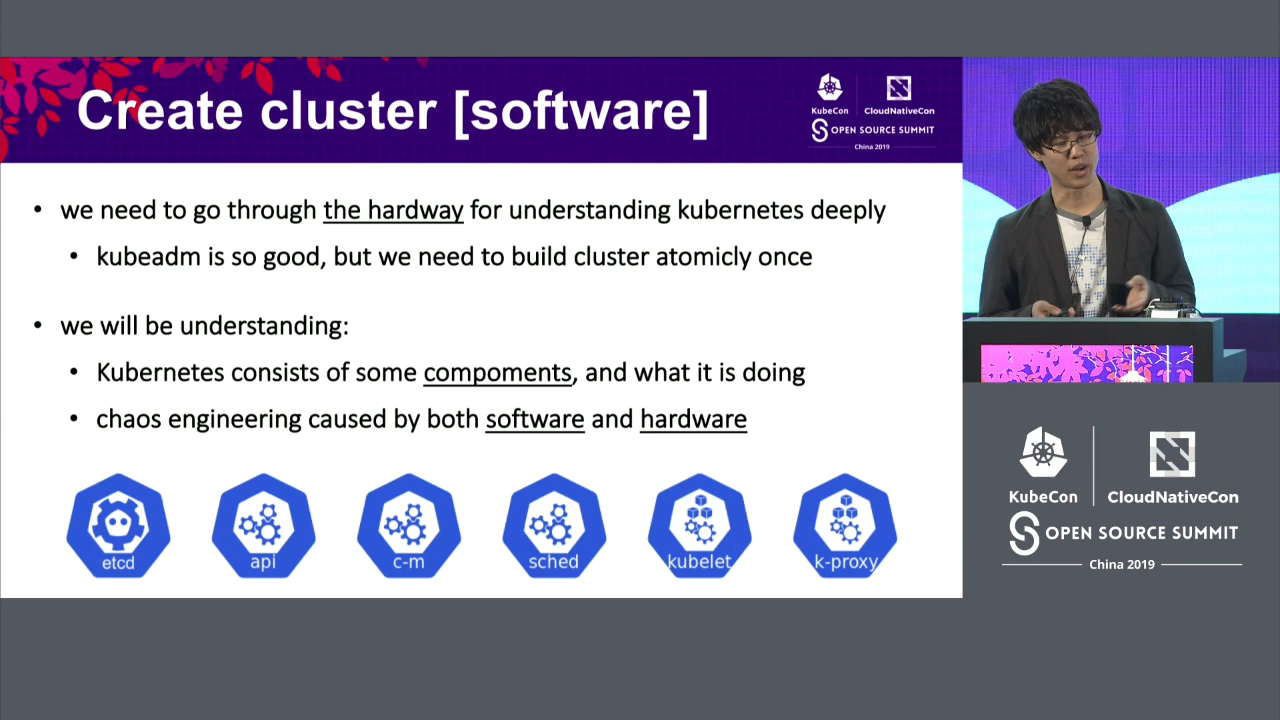 Create cluster [software]
KubeCon
CloudNativeCon
OPEN SOURCE SUMMIT
China 2019
• we need to go through the hardway for understanding kubernetes deeply
• kubeadm is so good, but we need to build cluster atomicly once
• we will be understanding:
• Kubernetes consists of some compoments, and what it is doing
• chaos engineering caused by both software and hardware
etcd
api
c-m
sched
kubelet
k-proxy
KubeCon
CloudNativeCon
OPEN SOURCE SUMMIT
China 2019